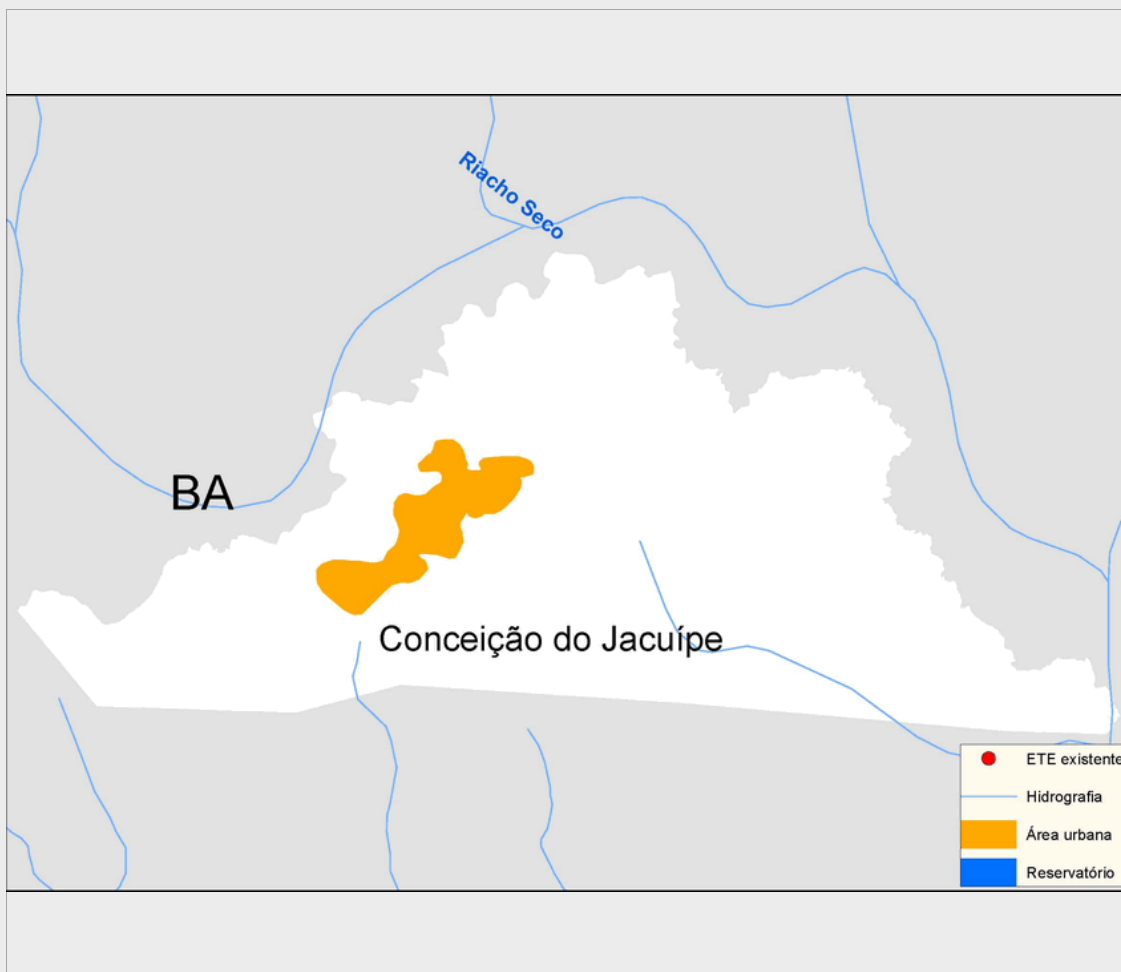 Riacho Seco
BA
Conceição do Jacuípe
ETE existente
Hidrografia
Área urbana
Reservatório